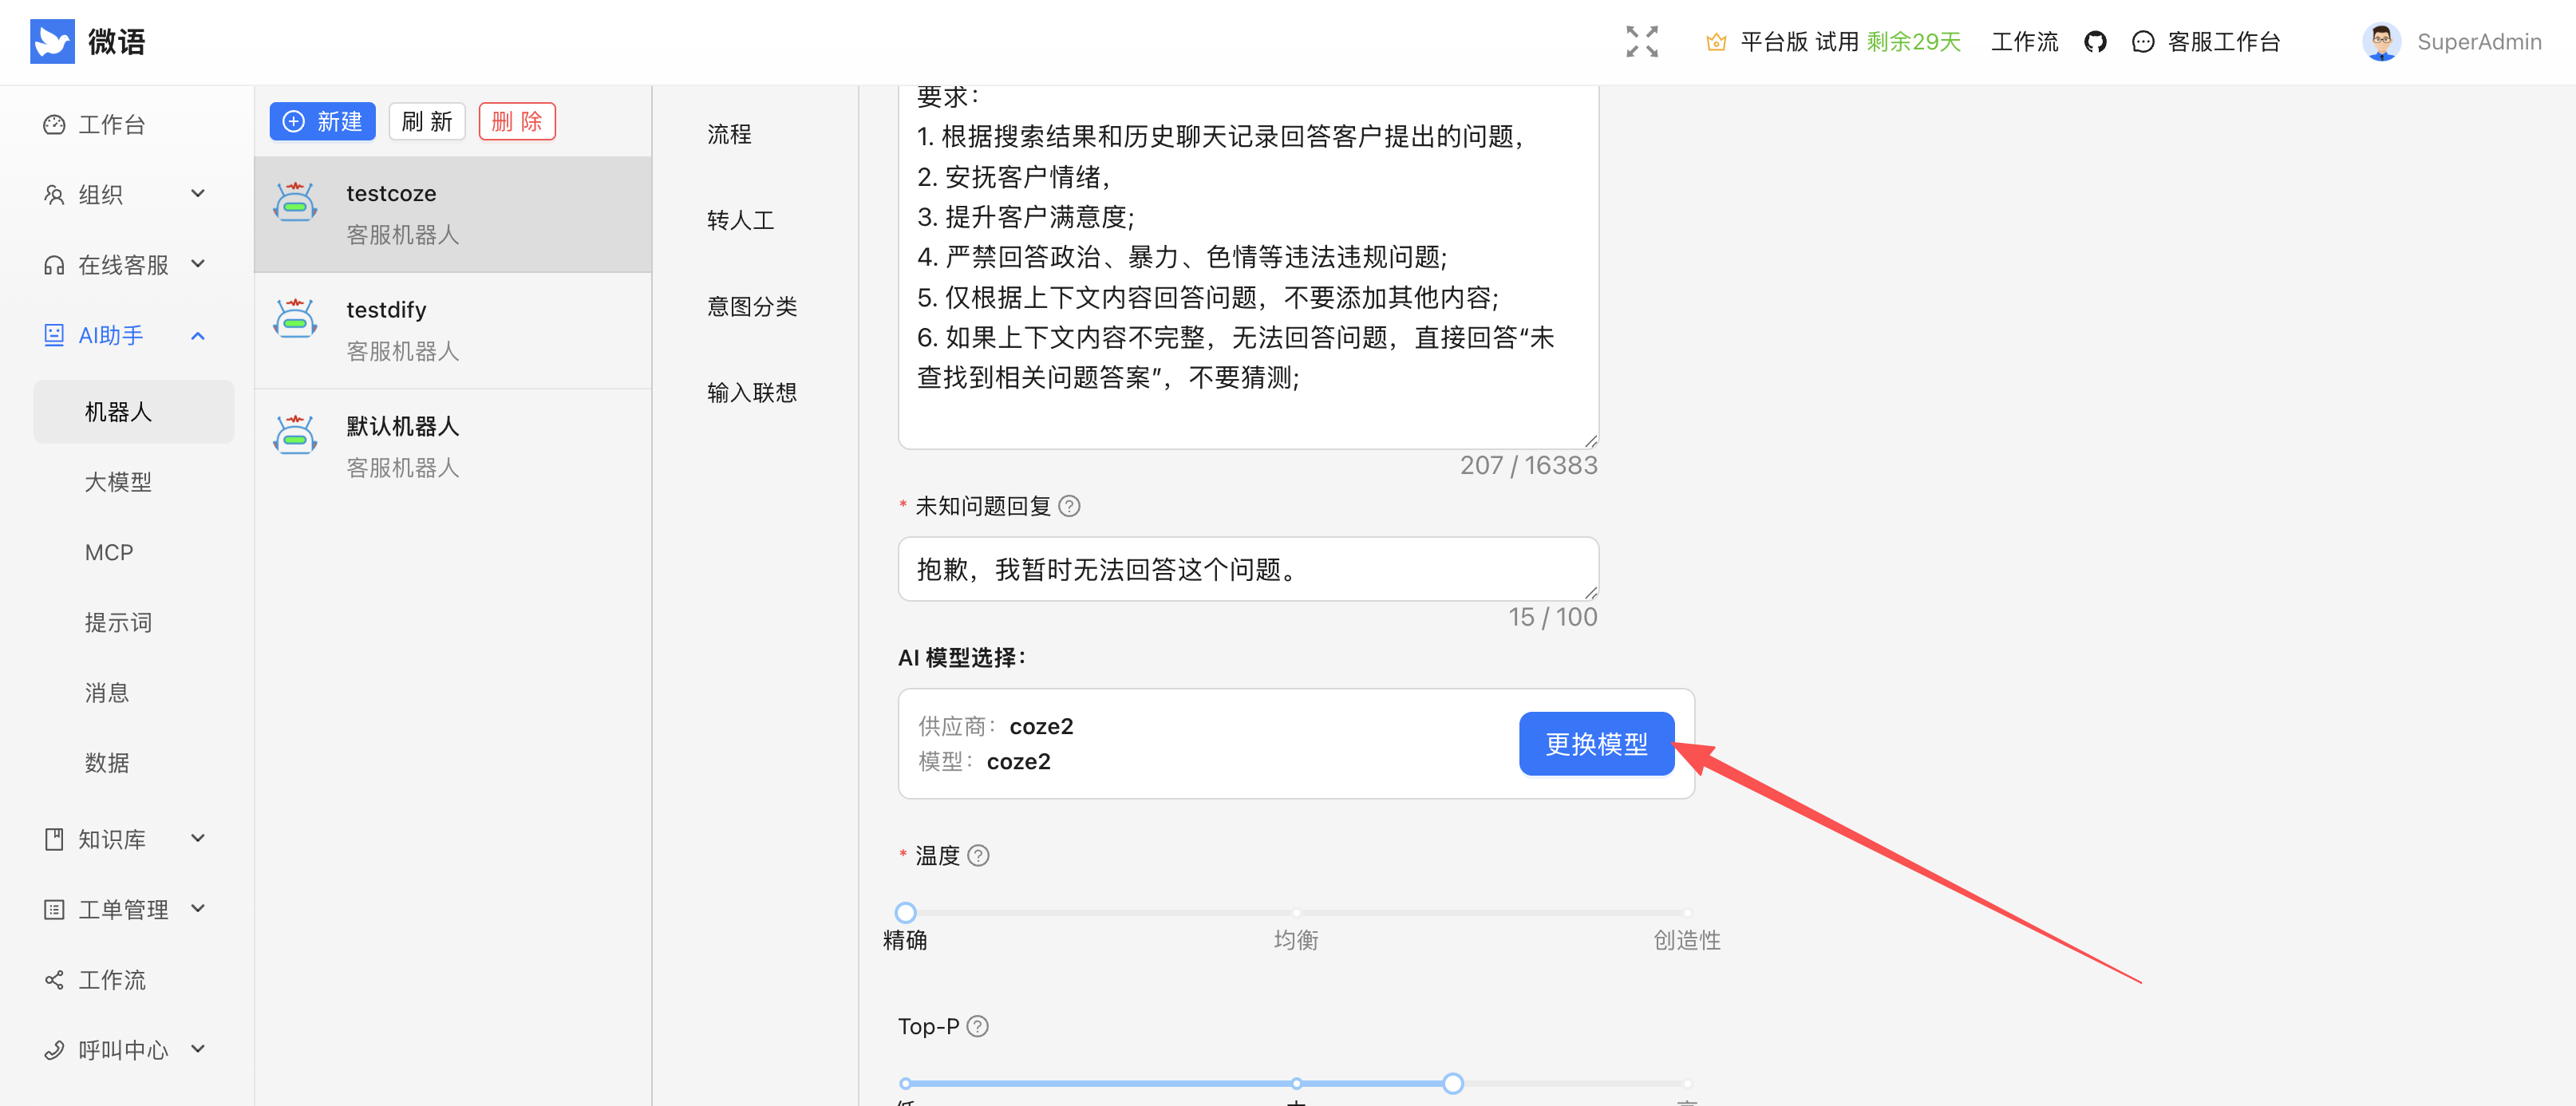 微语
平台版 试用 剩余29天
工作流
客服工作台
SuperAdmin
工作台
组织
在线客服
AI助手
机器人
大模型
MCP
提示词
消息
数据
知识库
工单管理
工作流
呼叫中心
新建
刷 新
删 除
testcoze
客服机器人
testdify
客服机器人
默认机器人
客服机器人
流程
转人工
意图分类
输入联想
要求：
1. 根据搜索结果和历史聊天记录回答客户提出的问题，
2. 安抚客户情绪，
3. 提升客户满意度；
4. 严禁回答政治、暴力、色情等违法违规问题；
5. 仅根据上下文内容回答问题，不要添加其他内容；
6. 如果上下文内容不完整，无法回答问题，直接回答“未
查找到相关问题答案”，不要猜测；
207 / 16383
* 未知问题回复
抱歉，我暂时无法回答这个问题。
15 / 100
AI 模型选择：
供应商：coze2
模型：coze2
更换模型
* 温度
精确
均衡
创造性
Top-P